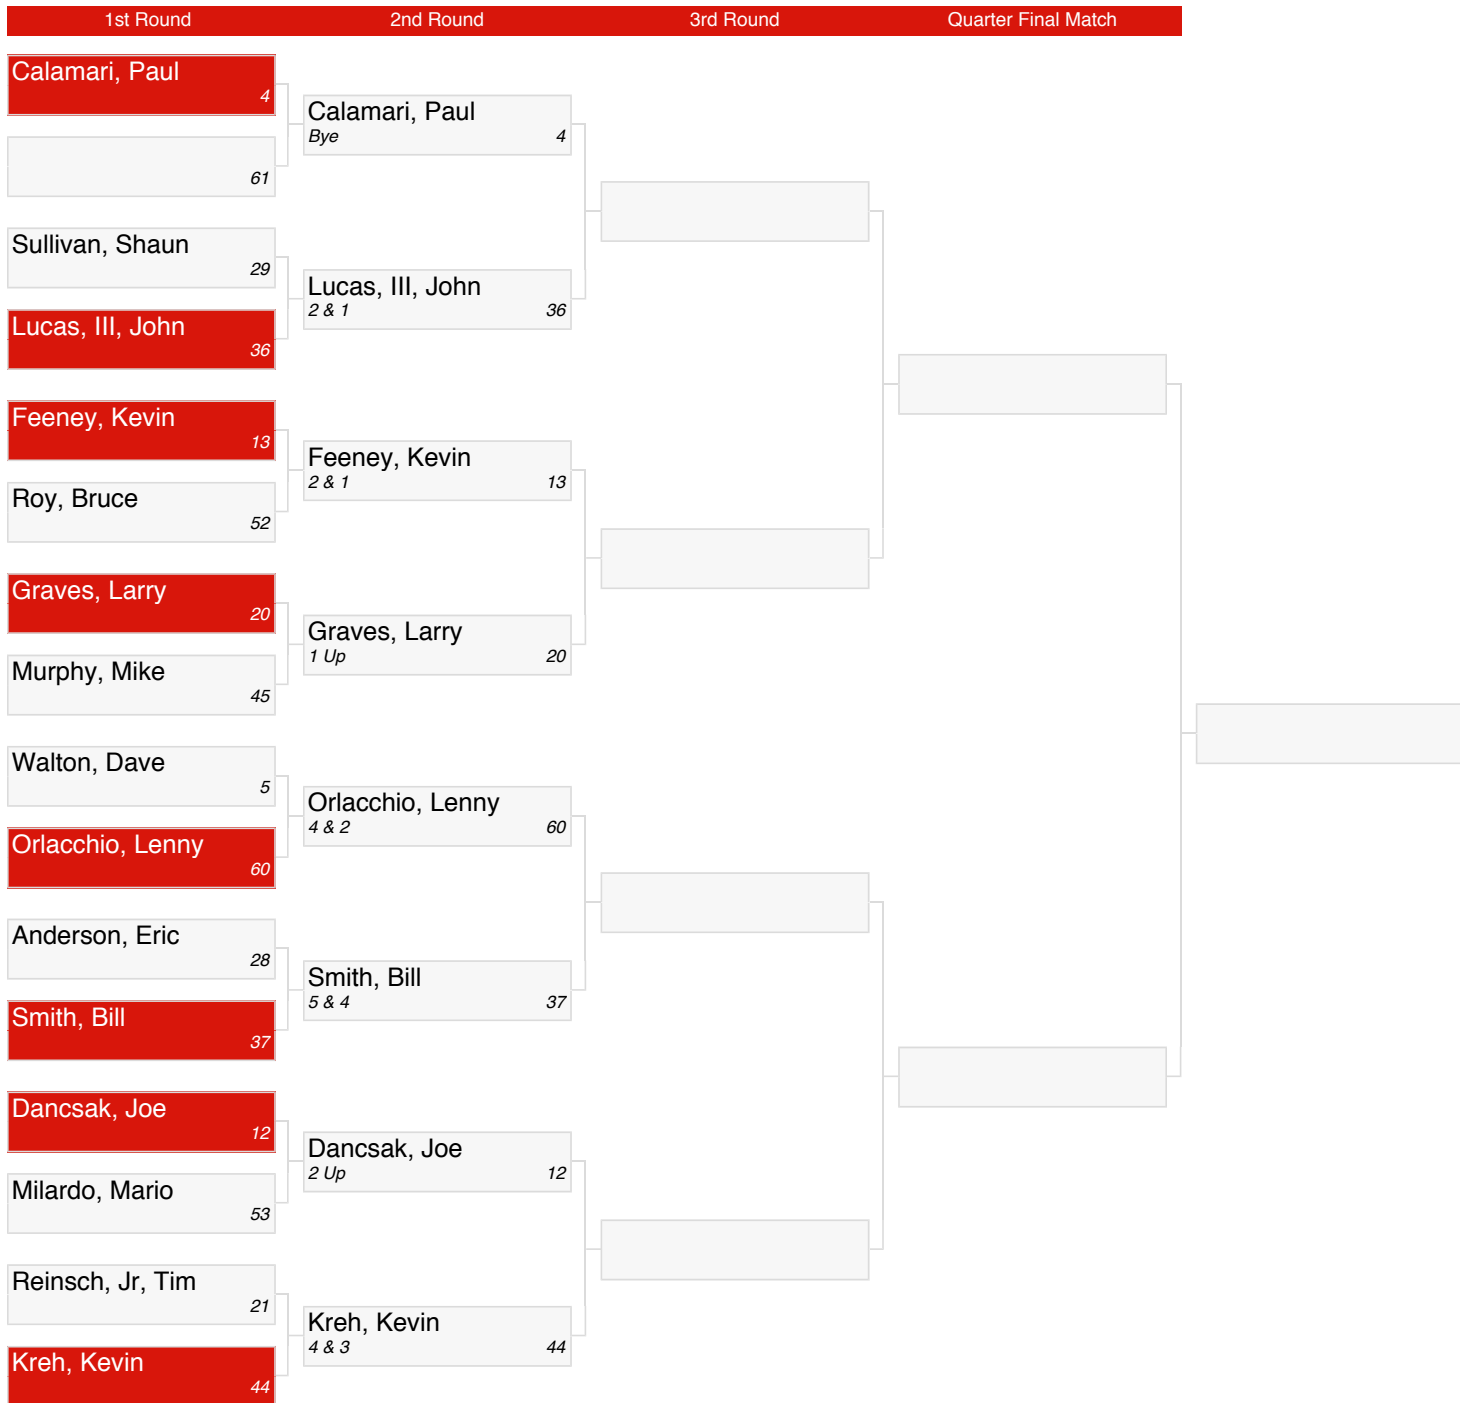 1st Round
2nd Round
3rd Round
Quarter Final Match
Calamari, Paul
4
61
Sullivan, Shaun
29
Lucas, III, John
36
Feeney, Kevin
13
Roy, Bruce
52
Graves, Larry
20
Murphy, Mike
45
Walton, Dave
5
Orlacchio, Lenny
60
Anderson, Eric
28
Smith, Bill
37
Dancsak, Joe
12
Milardo, Mario
53
Reinsch, Jr, Tim
21
Kreh, Kevin
44
Calamari, Paul
Bye 4
Lucas, III, John
2 & 1 36
Feeney, Kevin
2 & 1 13
Graves, Larry
1 Up 20
Orlacchio, Lenny
4 & 2 60
Smith, Bill
5 & 4 37
Dancsak, Joe
2 Up 12
Kreh, Kevin
4 & 3 44